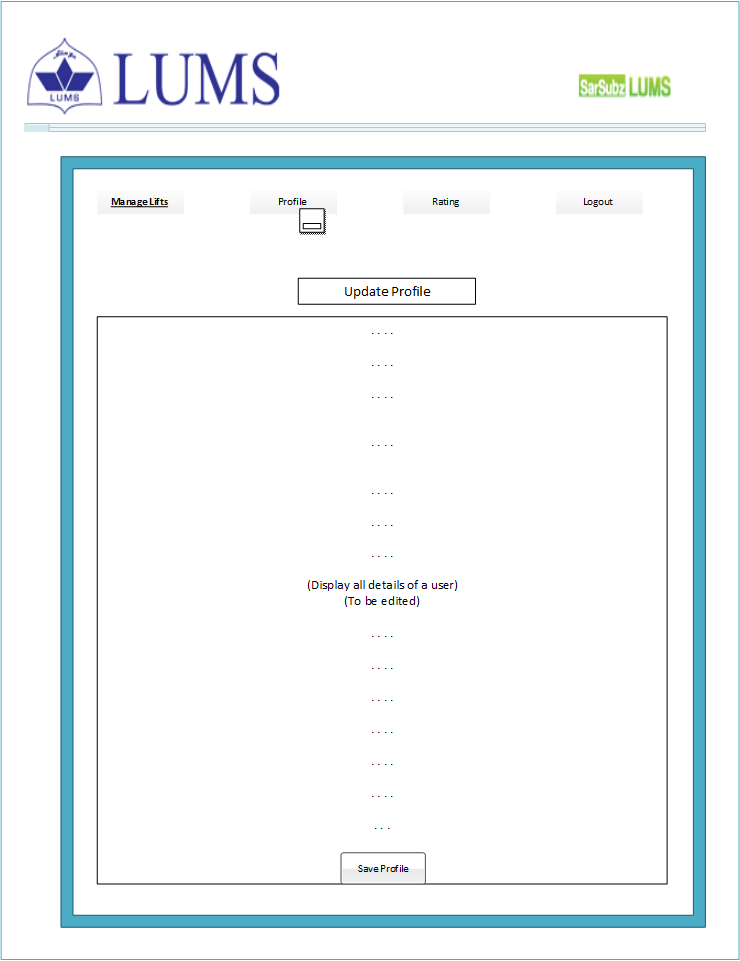 LUMS
LUMS
SarSubz LUMS
Manage Lifts
Profile
Rating
Logout
Update Profile
. . . .
. . . .
. . . .
. . . .
. . . .
. . . .
. . . .
(Display all details of a user)
(To be edited)
. . . .
. . . .
. . . .
. . . .
. . . .
. . . .
. . .
Save Profile